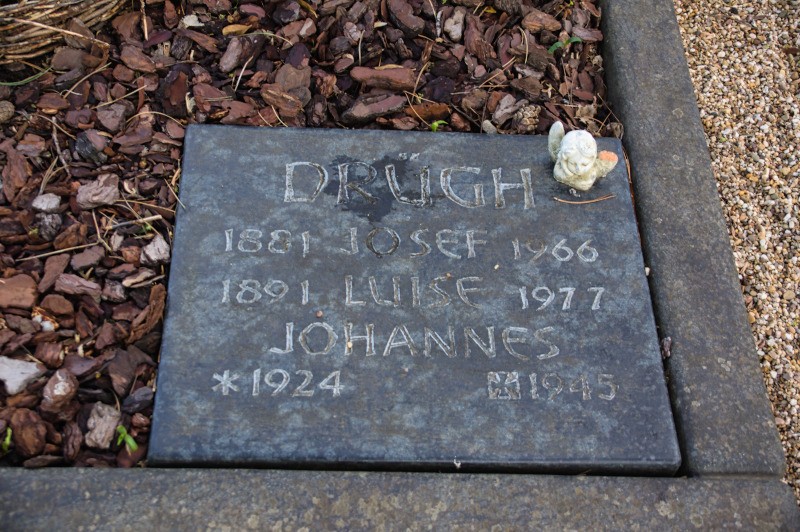 DRÜGH
1881 JOSEF 1966
1891 LUISE 1977
JOHANNES
*1924 1945